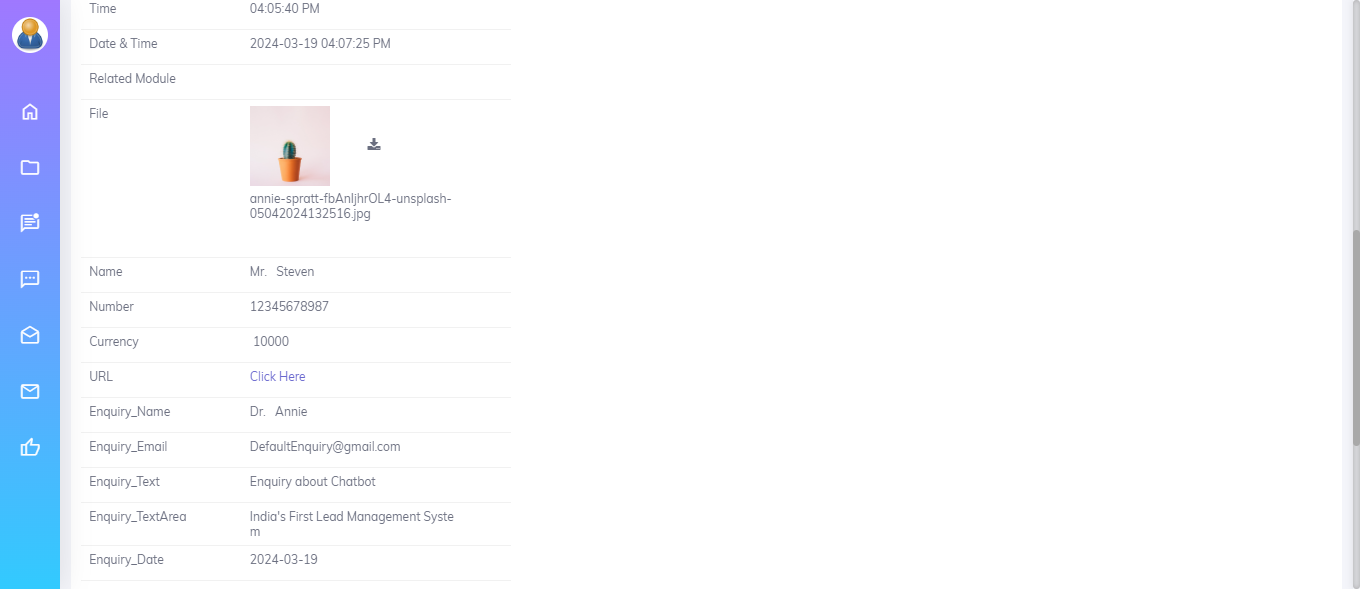 Time 04:05:40 PM
Date & Time 2024-03-19 04:07:25 PM
Related Module
File
annie-spratt-fbAnIjhrOL4-unsplash-
05042024132516.jpg
Name Mr. Steven
Number 12345678987
Currency 10000
URL Click Here
Enquiry_Name Dr. Annie
Enquiry_Email DefaultEnquiry@gmail.com
Enquiry_Text Enquiry about Chatbot
Enquiry_TextArea India's First Lead Management Syste
m
Enquiry_Date 2024-03-19